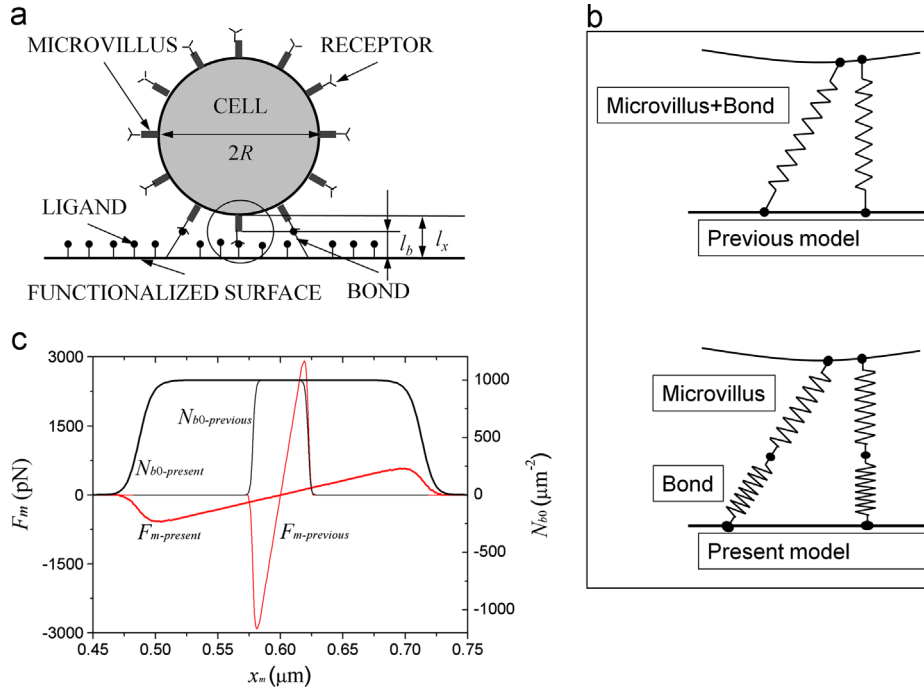 a
MICROVILLUS
RECEPTOR
CELL
2R
LIGAND
l_b
l_x
FUNCTIONALIZED SURFACE
BOND
b
Microvillus+Bond
Previous model
Microvillus
Bond
Present model
c
3000
1500
0
-1500
-3000
F_m (pN)
1000
500
0
-500
-1000
N_b0 (μm⁻²)
N_b0-previous
N_b0-present
F_m-present
F_m-previous
0.45 0.50 0.55 0.60 0.65 0.70 0.75
x_m (μm)